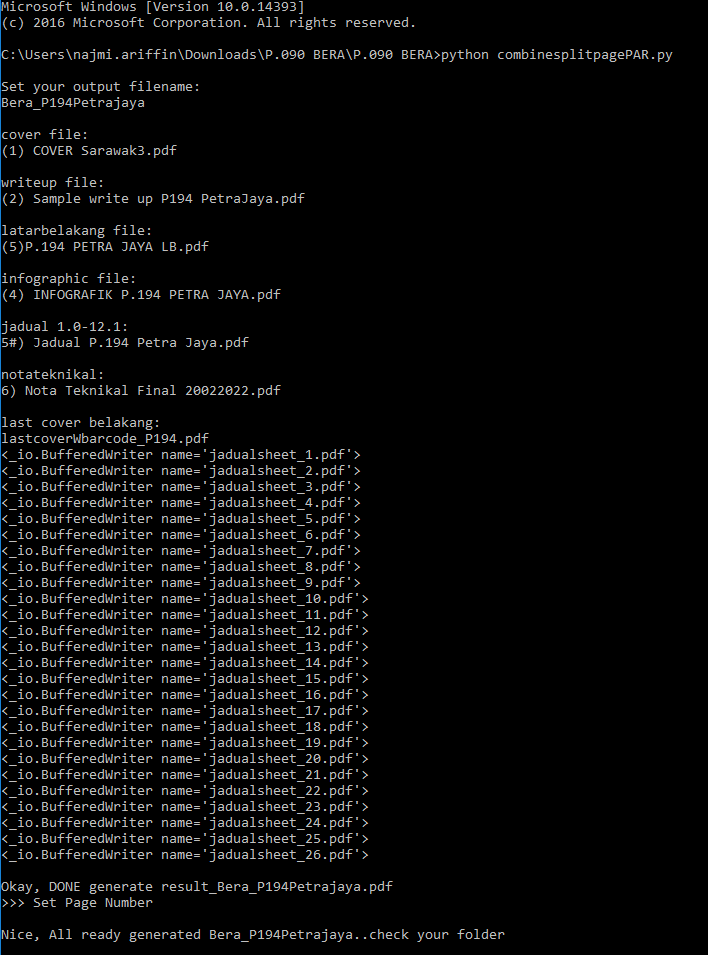 Microsoft Windows [Version 10.0.14393]
(c) 2016 Microsoft Corporation. All rights reserved.
C:\Users\najmi.ariffin\Downloads\P.090 BERA\P.090 BERA>python combinesplitpagePAR.py
Set your output filename:
Bera_P194Petrajaya
cover file:
(1) COVER Sarawak3.pdf
writeup file:
(2) Sample write up P194 PetraJaya.pdf
latarbelakang file:
(5)P.194 PETRA JAYA LB.pdf
infographic file:
(4) INFOGRAFIK P.194 PETRA JAYA.pdf
jadual 1.0-12.1:
5#) Jadual P.194 Petra Jaya.pdf
notateknikal:
6) Nota Teknikal Final 20022022.pdf
last cover belakang:
lastcoverWbarcode_P194.pdf
<_io.BufferedWriter name='jadualsheet_1.pdf'>
<_io.BufferedWriter name='jadualsheet_2.pdf'>
<_io.BufferedWriter name='jadualsheet_3.pdf'>
<_io.BufferedWriter name='jadualsheet_4.pdf'>
<_io.BufferedWriter name='jadualsheet_5.pdf'>
<_io.BufferedWriter name='jadualsheet_6.pdf'>
<_io.BufferedWriter name='jadualsheet_7.pdf'>
<_io.BufferedWriter name='jadualsheet_8.pdf'>
<_io.BufferedWriter name='jadualsheet_9.pdf'>
<_io.BufferedWriter name='jadualsheet_10.pdf'>
<_io.BufferedWriter name='jadualsheet_11.pdf'>
<_io.BufferedWriter name='jadualsheet_12.pdf'>
<_io.BufferedWriter name='jadualsheet_13.pdf'>
<_io.BufferedWriter name='jadualsheet_14.pdf'>
<_io.BufferedWriter name='jadualsheet_15.pdf'>
<_io.BufferedWriter name='jadualsheet_16.pdf'>
<_io.BufferedWriter name='jadualsheet_17.pdf'>
<_io.BufferedWriter name='jadualsheet_18.pdf'>
<_io.BufferedWriter name='jadualsheet_19.pdf'>
<_io.BufferedWriter name='jadualsheet_20.pdf'>
<_io.BufferedWriter name='jadualsheet_21.pdf'>
<_io.BufferedWriter name='jadualsheet_22.pdf'>
<_io.BufferedWriter name='jadualsheet_23.pdf'>
<_io.BufferedWriter name='jadualsheet_24.pdf'>
<_io.BufferedWriter name='jadualsheet_25.pdf'>
<_io.BufferedWriter name='jadualsheet_26.pdf'>
Okay, DONE generate result_Bera_P194Petrajaya.pdf
>>> Set Page Number
Nice, All ready generated Bera_P194Petrajaya..check your folder